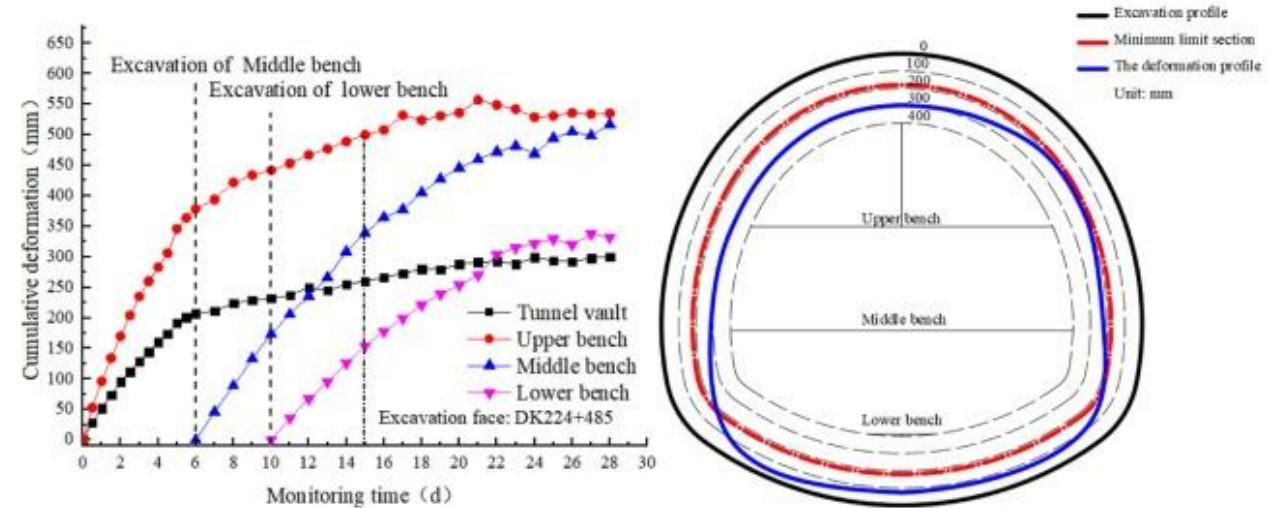 650
600
550
500
450
400
350
300
250
200
150
100
50
0
Cumulative deformation（mm）
Excavation of Middle bench
Excavation of lower bench
Tunnel vault
Upper bench
Middle bench
Lower bench
Excavation face: DK224+485
0 2 4 6 8 10 12 14 16 18 20 22 24 26 28 30
Monitoring time（d）
0
100
200
300
400
Upper bench
Middle bench
Lower bench
Excavation profile
Minimum limit section
The deformation profile
Unit: mm